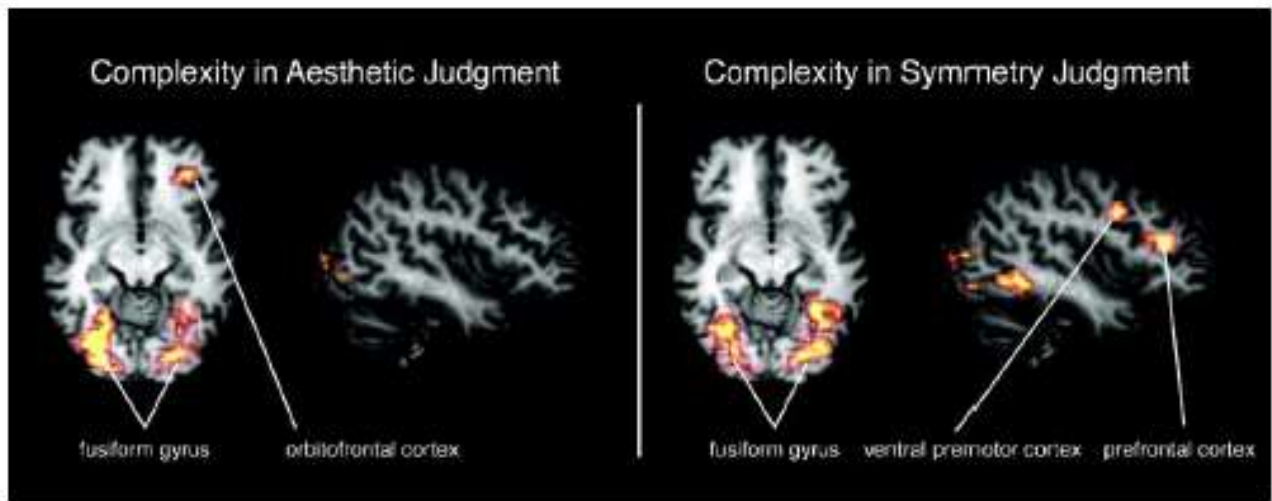 Complexity in Aesthetic Judgment
Complexity in Symmetry Judgment
fusiform gyrus
orbitofrontal cortex
fusiform gyrus
ventral premotor cortex
prefrontal cortex